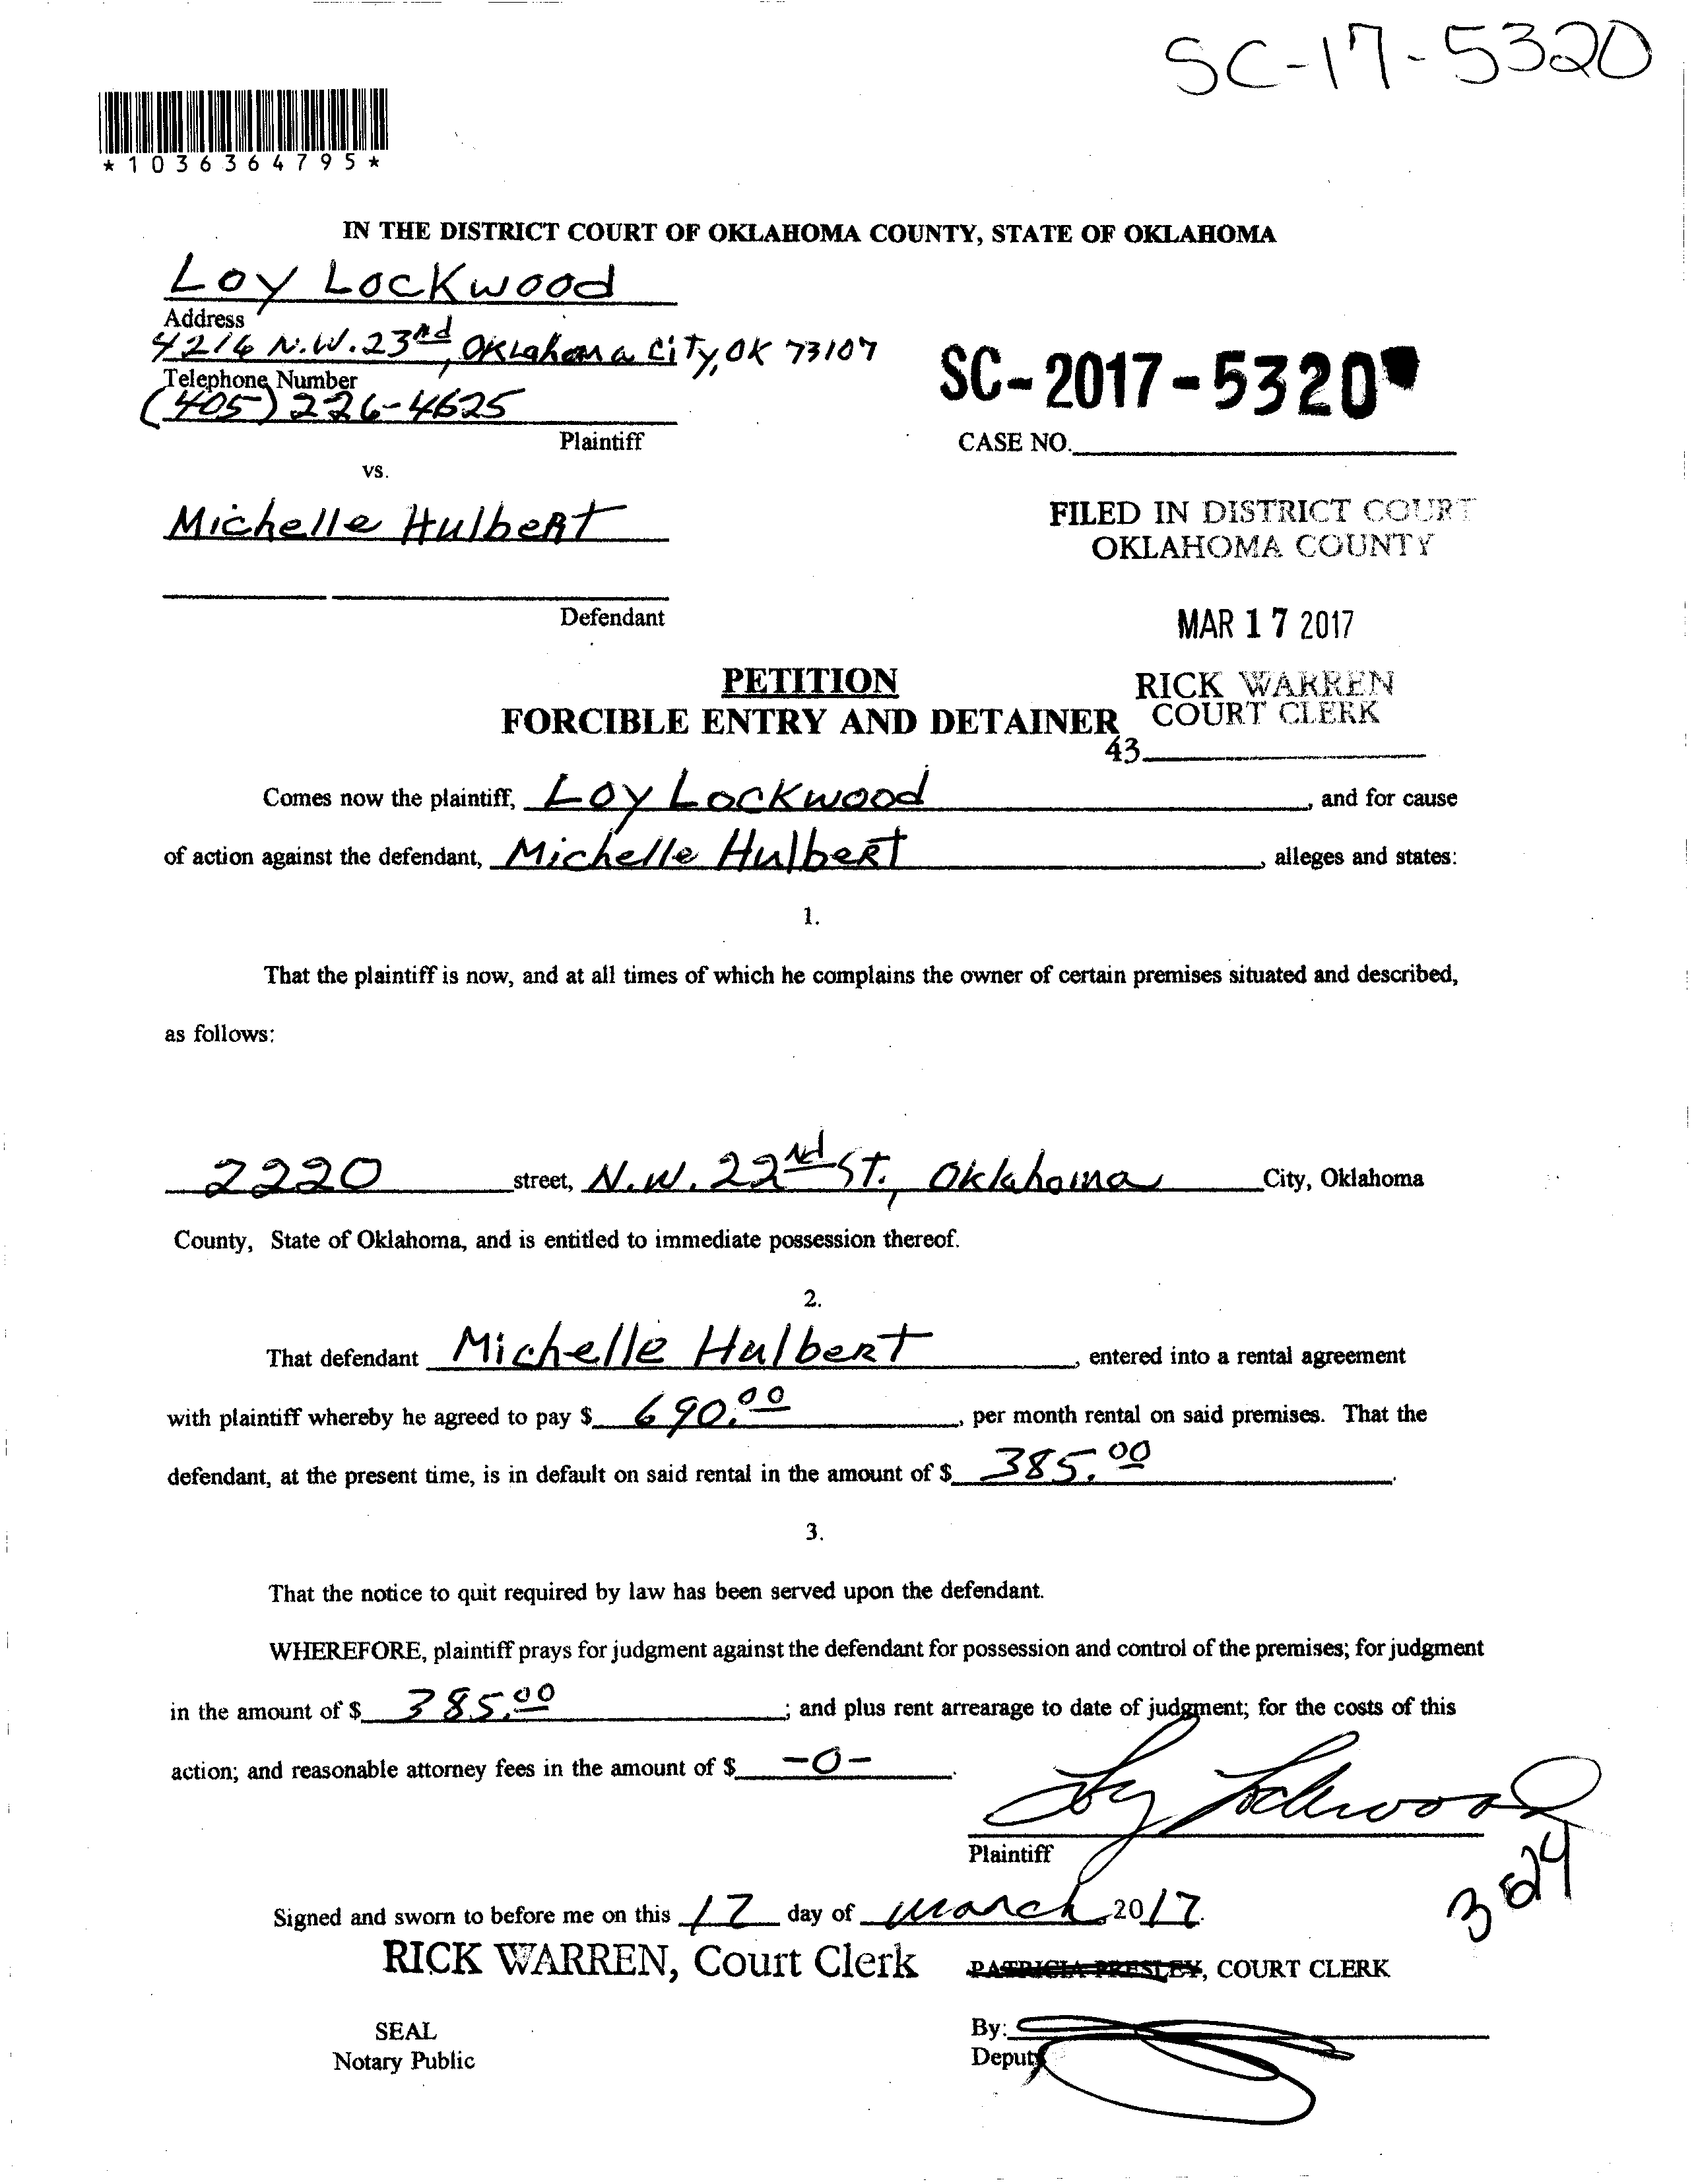 SC-17-5320
*1036364795*
IN THE DISTRICT COURT OF OKLAHOMA COUNTY, STATE OF OKLAHOMA
Loy Lockwood
Address
4216 N.W. 23rd, Oklahoma City, OK 73107
Telephone Number
(405) 226-4625
Plaintiff
SC-2017-5320
CASE NO.
vs.
Michelle Hulbert
Defendant
FILED IN DISTRICT COURT
OKLAHOMA COUNTY
MAR 17 2017
RICK WARREN
COURT CLERK
43
PETITION
FORCIBLE ENTRY AND DETAINER
Comes now the plaintiff, Loy Lockwood, and for cause
of action against the defendant, Michelle Hulbert, alleges and states:
1.
That the plaintiff is now, and at all times of which he complains the owner of certain premises situated and described,
as follows:
2220 street, N.W. 22nd St., Oklahoma City, Oklahoma
County, State of Oklahoma, and is entitled to immediate possession thereof.
2.
That defendant Michelle Hulbert, entered into a rental agreement
with plaintiff whereby he agreed to pay $ 690.00, per month rental on said premises. That the
defendant, at the present time, is in default on said rental in the amount of $ 385.00.
3.
That the notice to quit required by law has been served upon the defendant.
WHEREFORE, plaintiff prays for judgment against the defendant for possession and control of the premises; for judgment
in the amount of $ 385.00; and plus rent arrearage to date of judgment; for the costs of this
action; and reasonable attorney fees in the amount of $ -0-.
Loy Lockwood
Plaintiff
324
Signed and sworn to before me on this 17 day of March, 2017.
RICK WARREN, Court Clerk
PATRICIA PRESLEY, COURT CLERK
SEAL
Notary Public
By:
Deputy